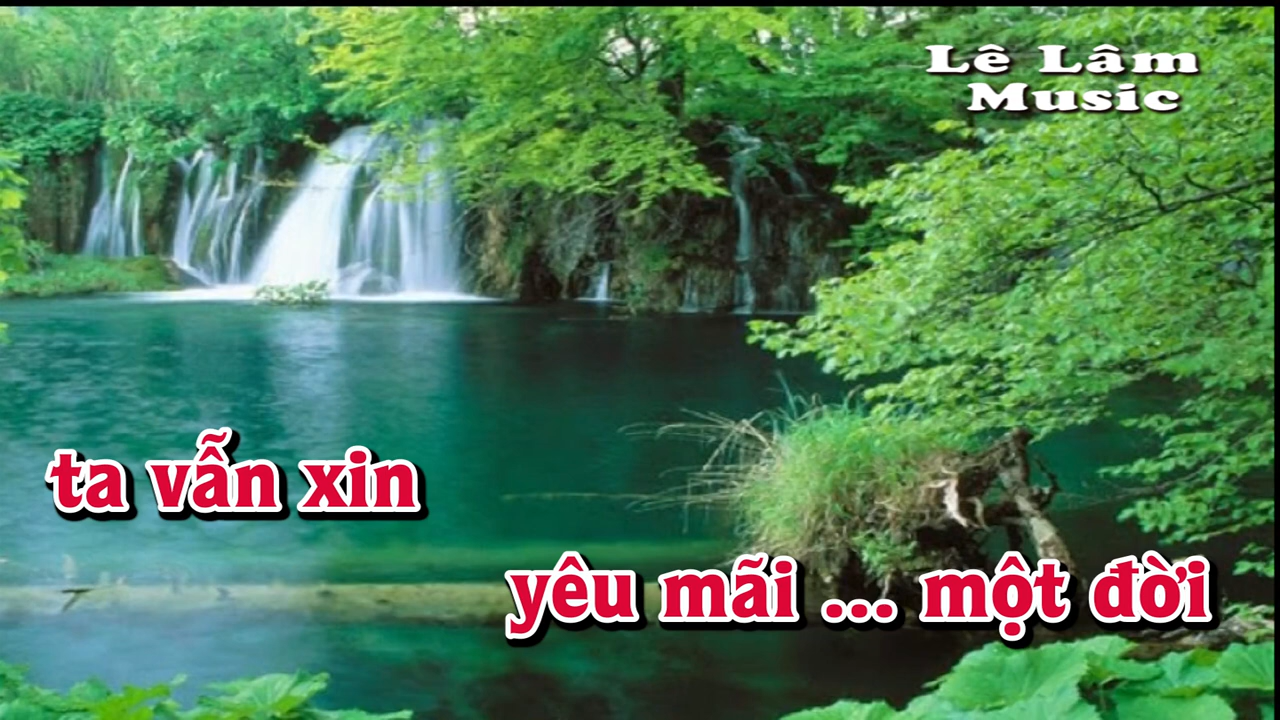 Lê Lâm
Music
ta vẫn xin
yêu mãi ... một đời